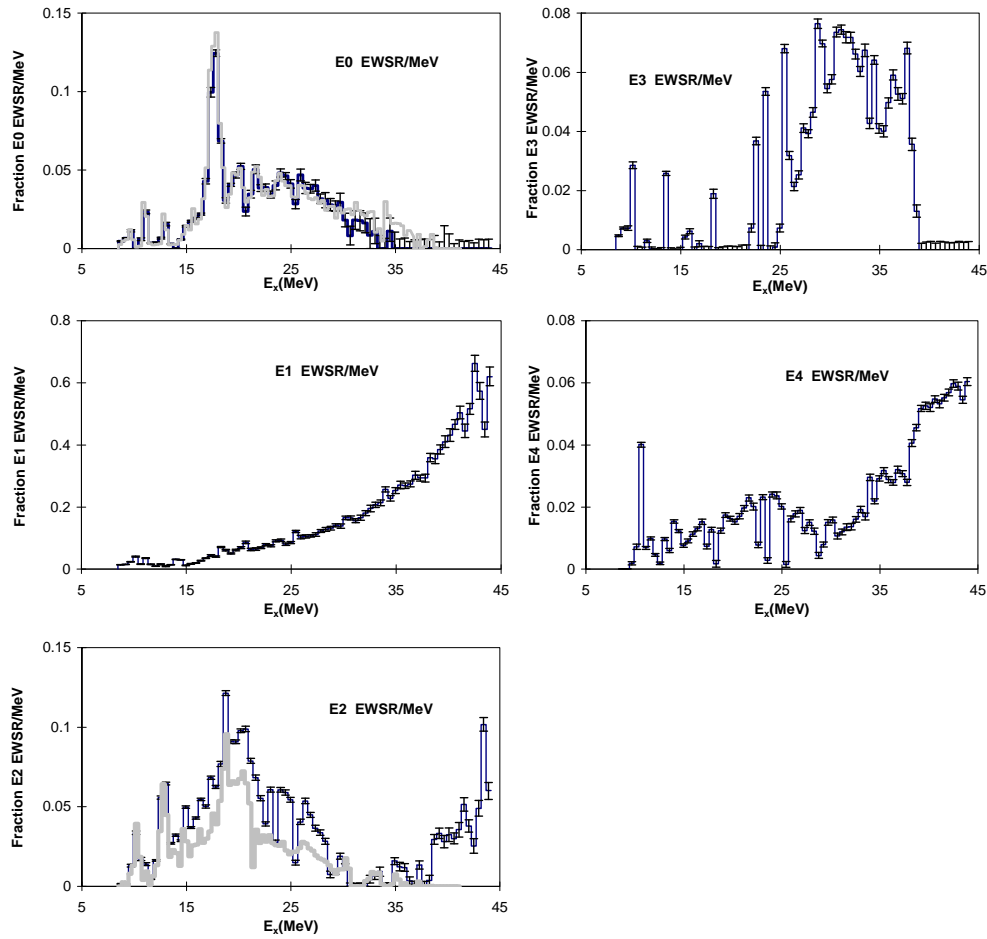 Fraction E0 EWSR/MeV
0.15
0.1
0.05
0
E0 EWSR/MeV
5 15 25 35 45
Ex(MeV)
Fraction E3 EWSR/MeV
0.08
0.06
0.04
0.02
0
E3 EWSR/MeV
5 15 25 35 45
Ex(MeV)
Fraction E1 EWSR/MeV
0.8
0.6
0.4
0.2
0
E1 EWSR/MeV
5 15 25 35 45
Ex(MeV)
Fraction E4 EWSR/MeV
0.08
0.06
0.04
0.02
0
E4 EWSR/MeV
5 15 25 35 45
Ex(MeV)
Fraction E2 EWSR/MeV
0.15
0.1
0.05
0
E2 EWSR/MeV
5 15 25 35 45
Ex(MeV)